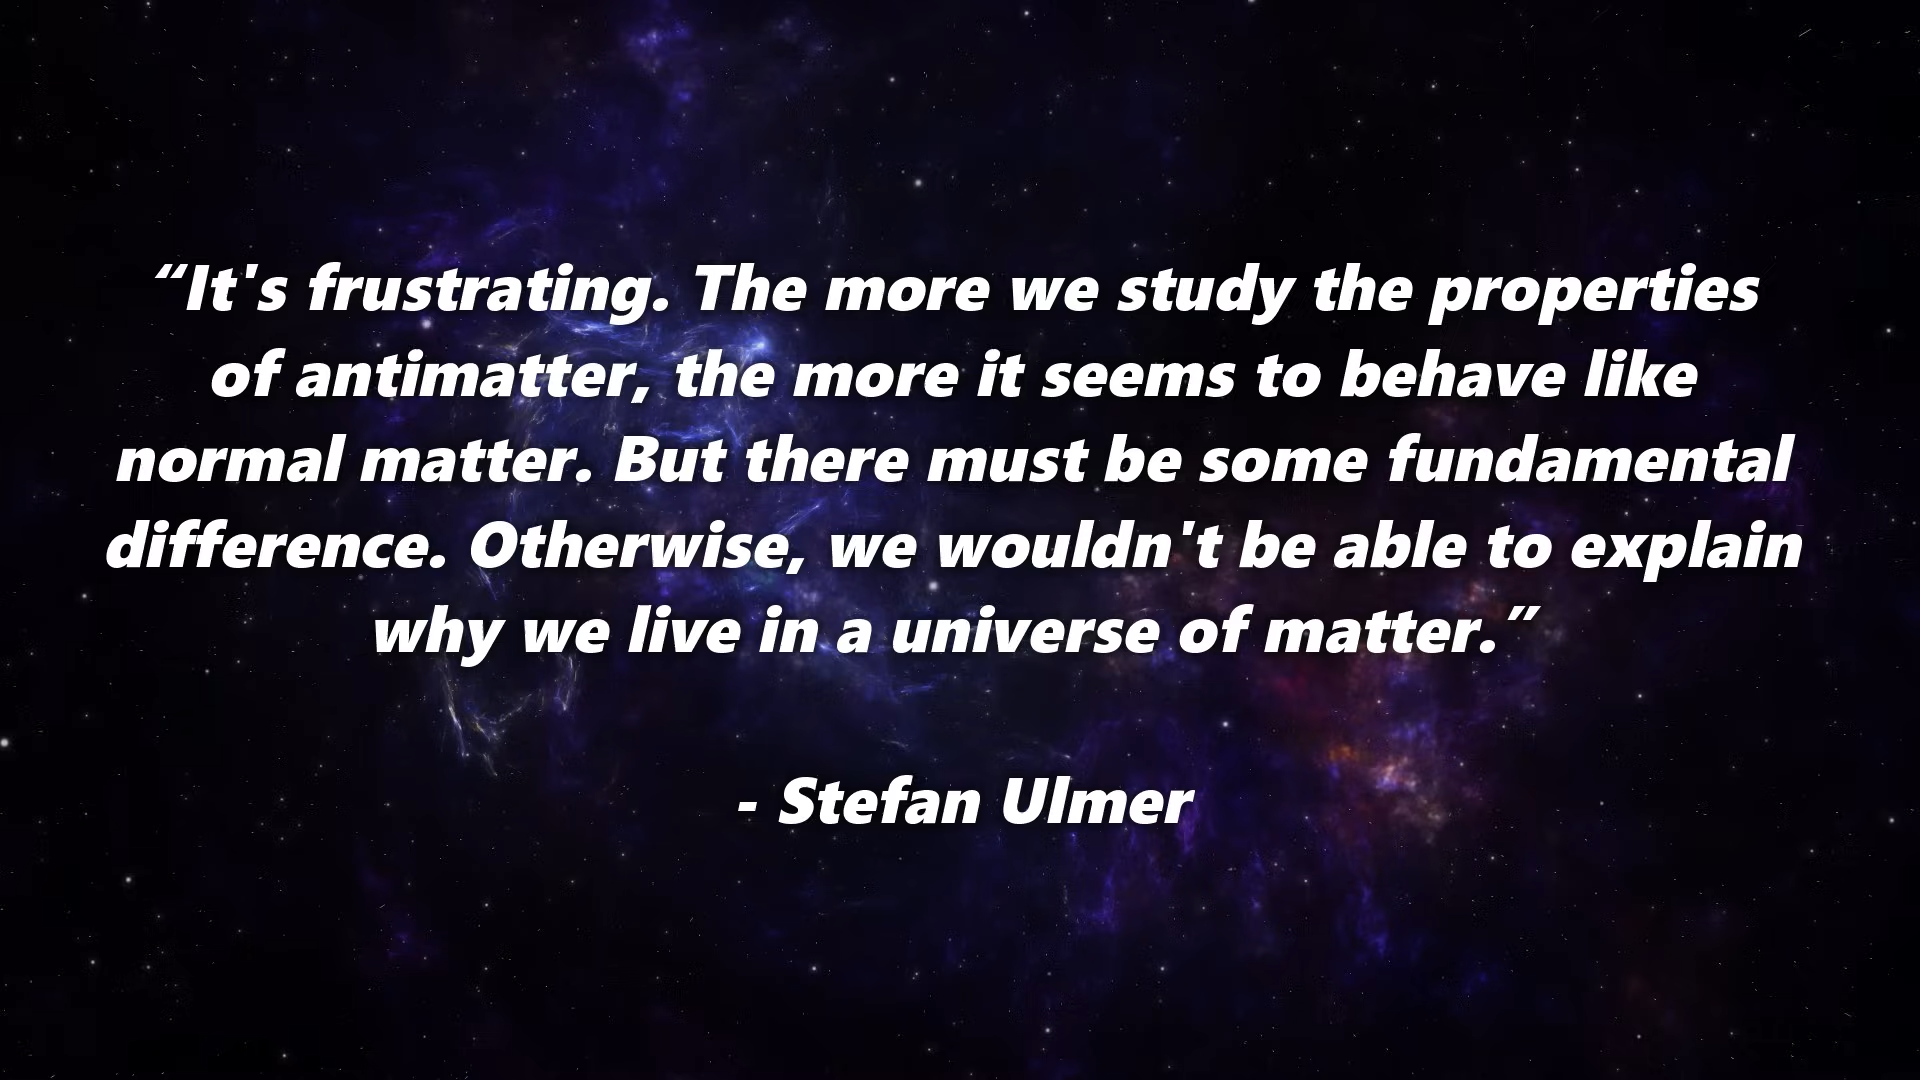 “It's frustrating. The more we study the properties
of antimatter, the more it seems to behave like
normal matter. But there must be some fundamental
difference. Otherwise, we wouldn't be able to explain
why we live in a universe of matter.”
- Stefan Ulmer